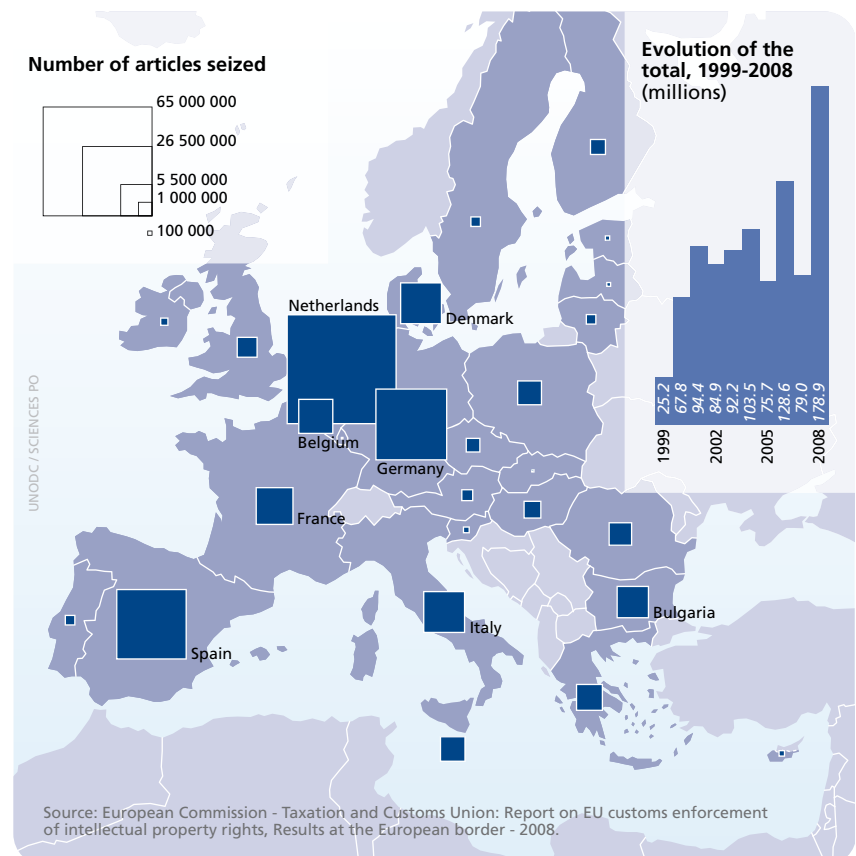 Number of articles seized
65 000 000
26 500 000
5 500 000
1 000 000
100 000
Evolution of the
total, 1999-2008
(millions)
25.2
67.8
94.4
84.9
92.2
103.5
75.7
128.6
79.0
178.9
1999
2002
2005
2008
Netherlands
Denmark
Belgium
Germany
France
Bulgaria
Italy
Spain
UNODC / SCIENCES PO
Source: European Commission - Taxation and Customs Union: Report on EU customs enforcement
of intellectual property rights, Results at the European border - 2008.